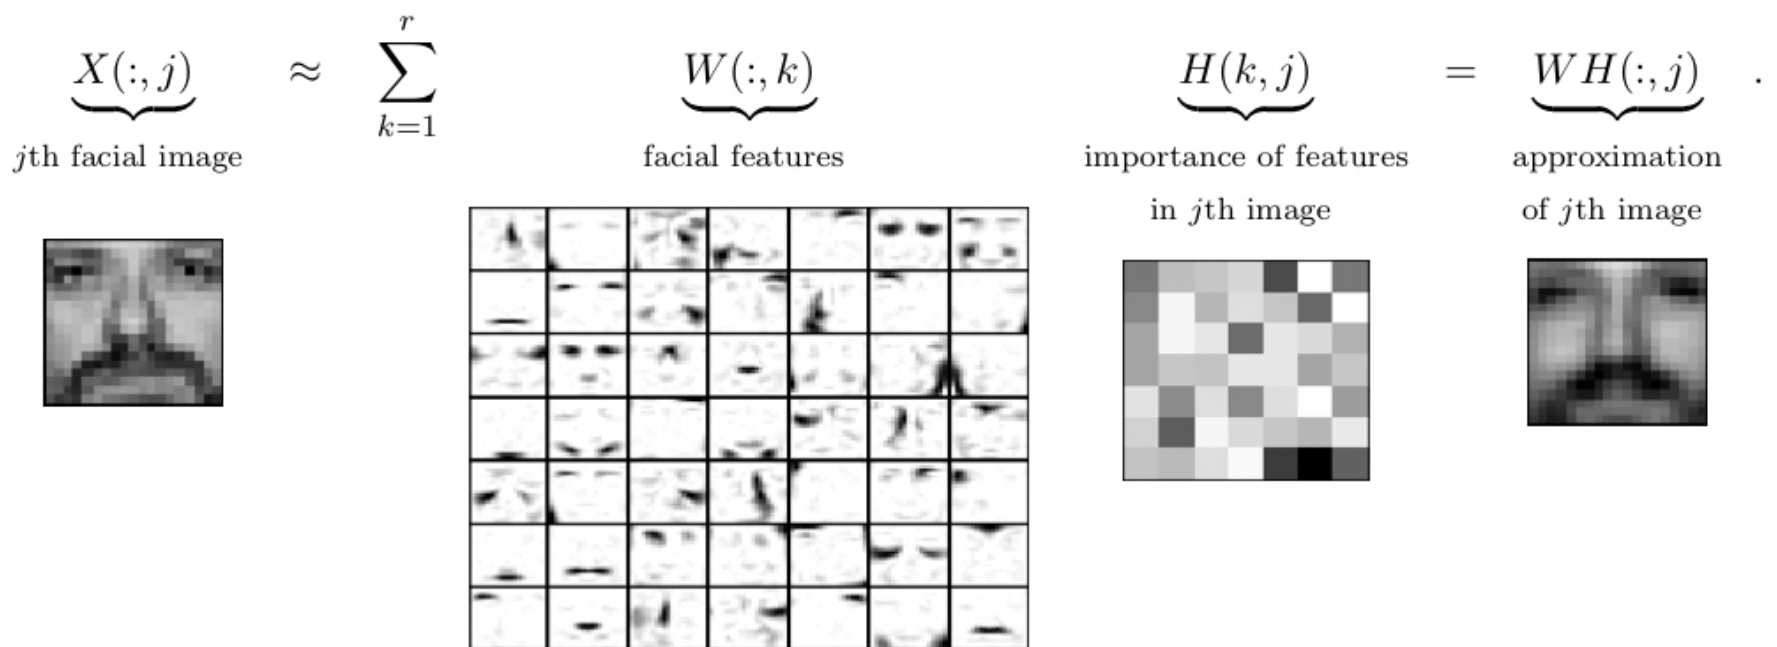 r
X(:, j) ≈ ∑ W(:, k) H(k, j) = WH(:, j) .
k=1
jth facial image facial features importance of features approximation
in jth image of jth image